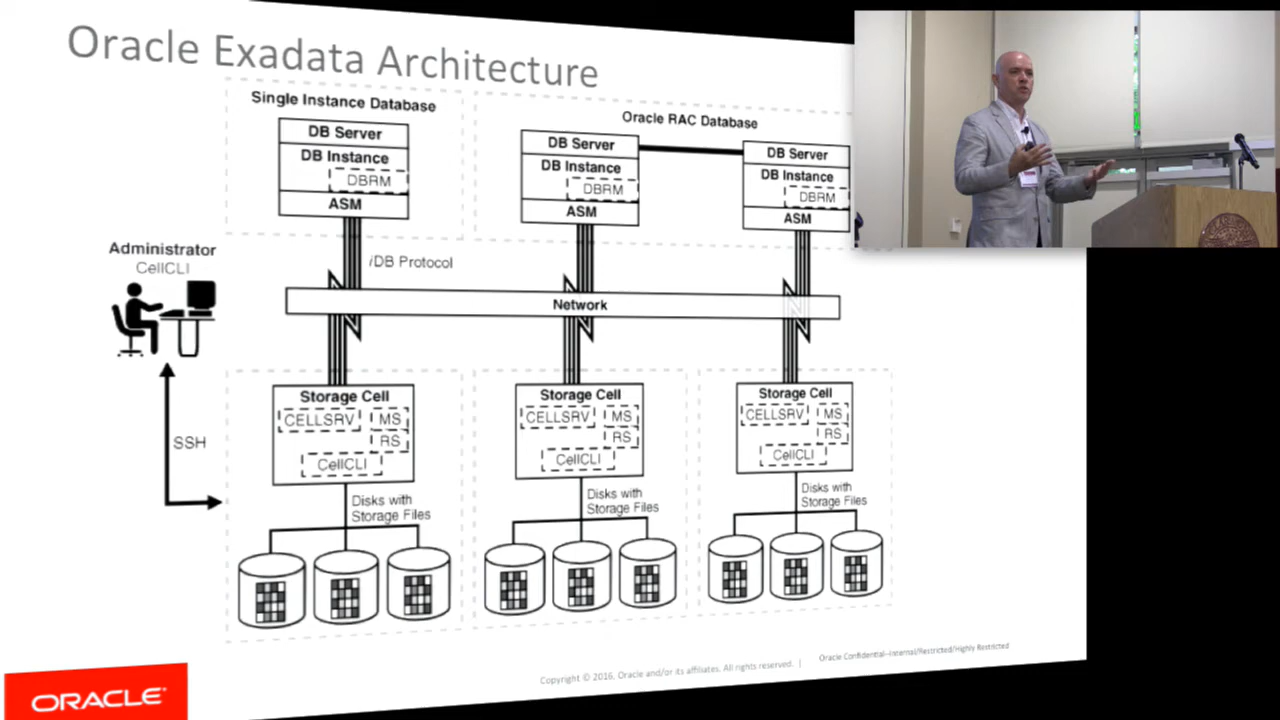 Oracle Exadata Architecture
Single Instance Database
DB Server
DB Instance
DBRM
ASM
Oracle RAC Database
DB Server
DB Instance
DBRM
ASM
DB Server
DB Instance
DBRM
ASM
Administrator
CellCLI
iDB Protocol
Network
SSH
Storage Cell
CELLSRV MS
RS
CellCLI
Disks with
Storage Files
Storage Cell
CELLSRV MS
RS
CellCLI
Disks with
Storage Files
Storage Cell
CELLSRV MS
RS
CellCLI
Disks with
Storage Files
ORACLE®
Copyright © 2016, Oracle and/or its affiliates. All rights reserved. |
Oracle Confidential–Internal/Restricted/Highly Restricted